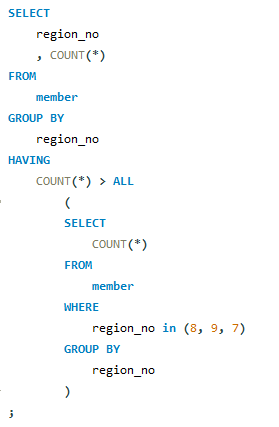 SELECT
region_no
, COUNT(*)
FROM
member
GROUP BY
region_no
HAVING
COUNT(*) > ALL
(
SELECT
COUNT(*)
FROM
member
WHERE
region_no in (8, 9, 7)
GROUP BY
region_no
)
;